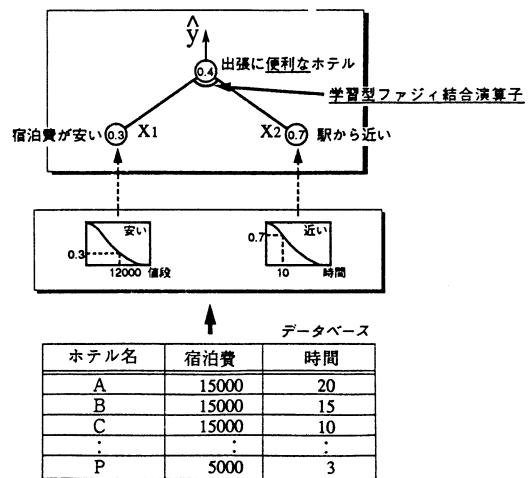 ŷ
0.4
出張に便利なホテル
学習型ファジィ結合演算子
宿泊費が安い 0.3 X1
X2 0.7 駅から近い
安い
0.3
12000 値段
近い
0.7
10 時間
データベース
ホテル名 宿泊費 時間
A 15000 20
B 15000 15
C 15000 10
: : :
P 5000 3